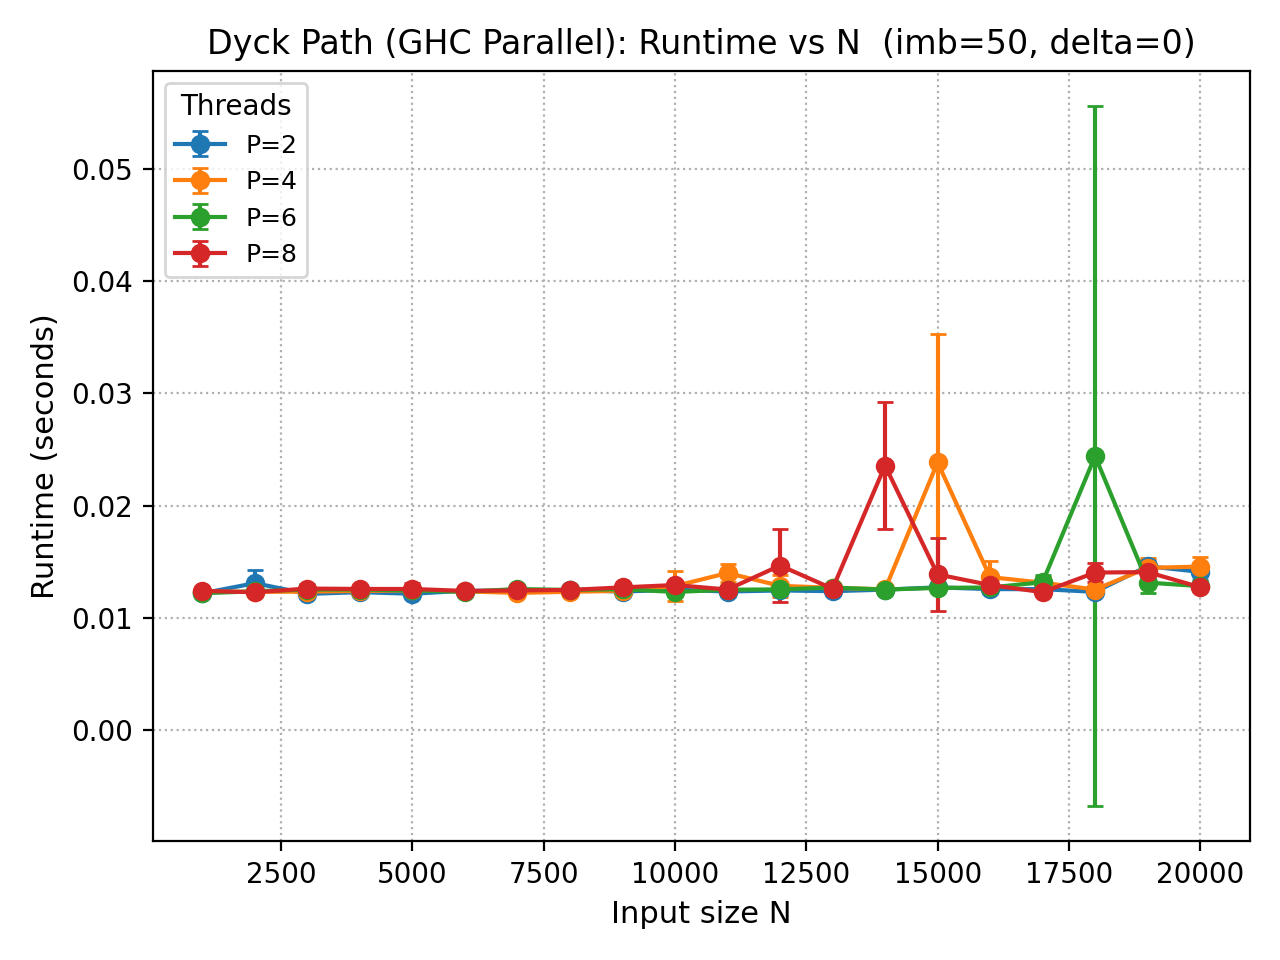 Dyck Path (GHC Parallel): Runtime vs N  (imb=50, delta=0)
Threads
P=2
P=4
P=6
P=8
Runtime (seconds)
0.05
0.04
0.03
0.02
0.01
0.00
2500 5000 7500 10000 12500 15000 17500 20000
Input size N